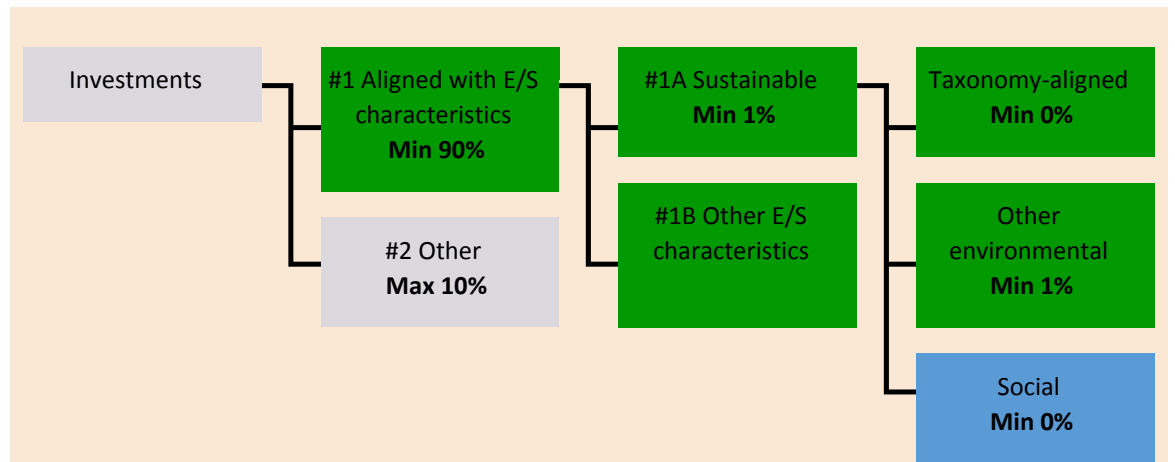 Investments
#1 Aligned with E/S
characteristics
Min 90%
#2 Other
Max 10%
#1A Sustainable
Min 1%
#1B Other E/S
characteristics
Taxonomy-aligned
Min 0%
Other
environmental
Min 1%
Social
Min 0%